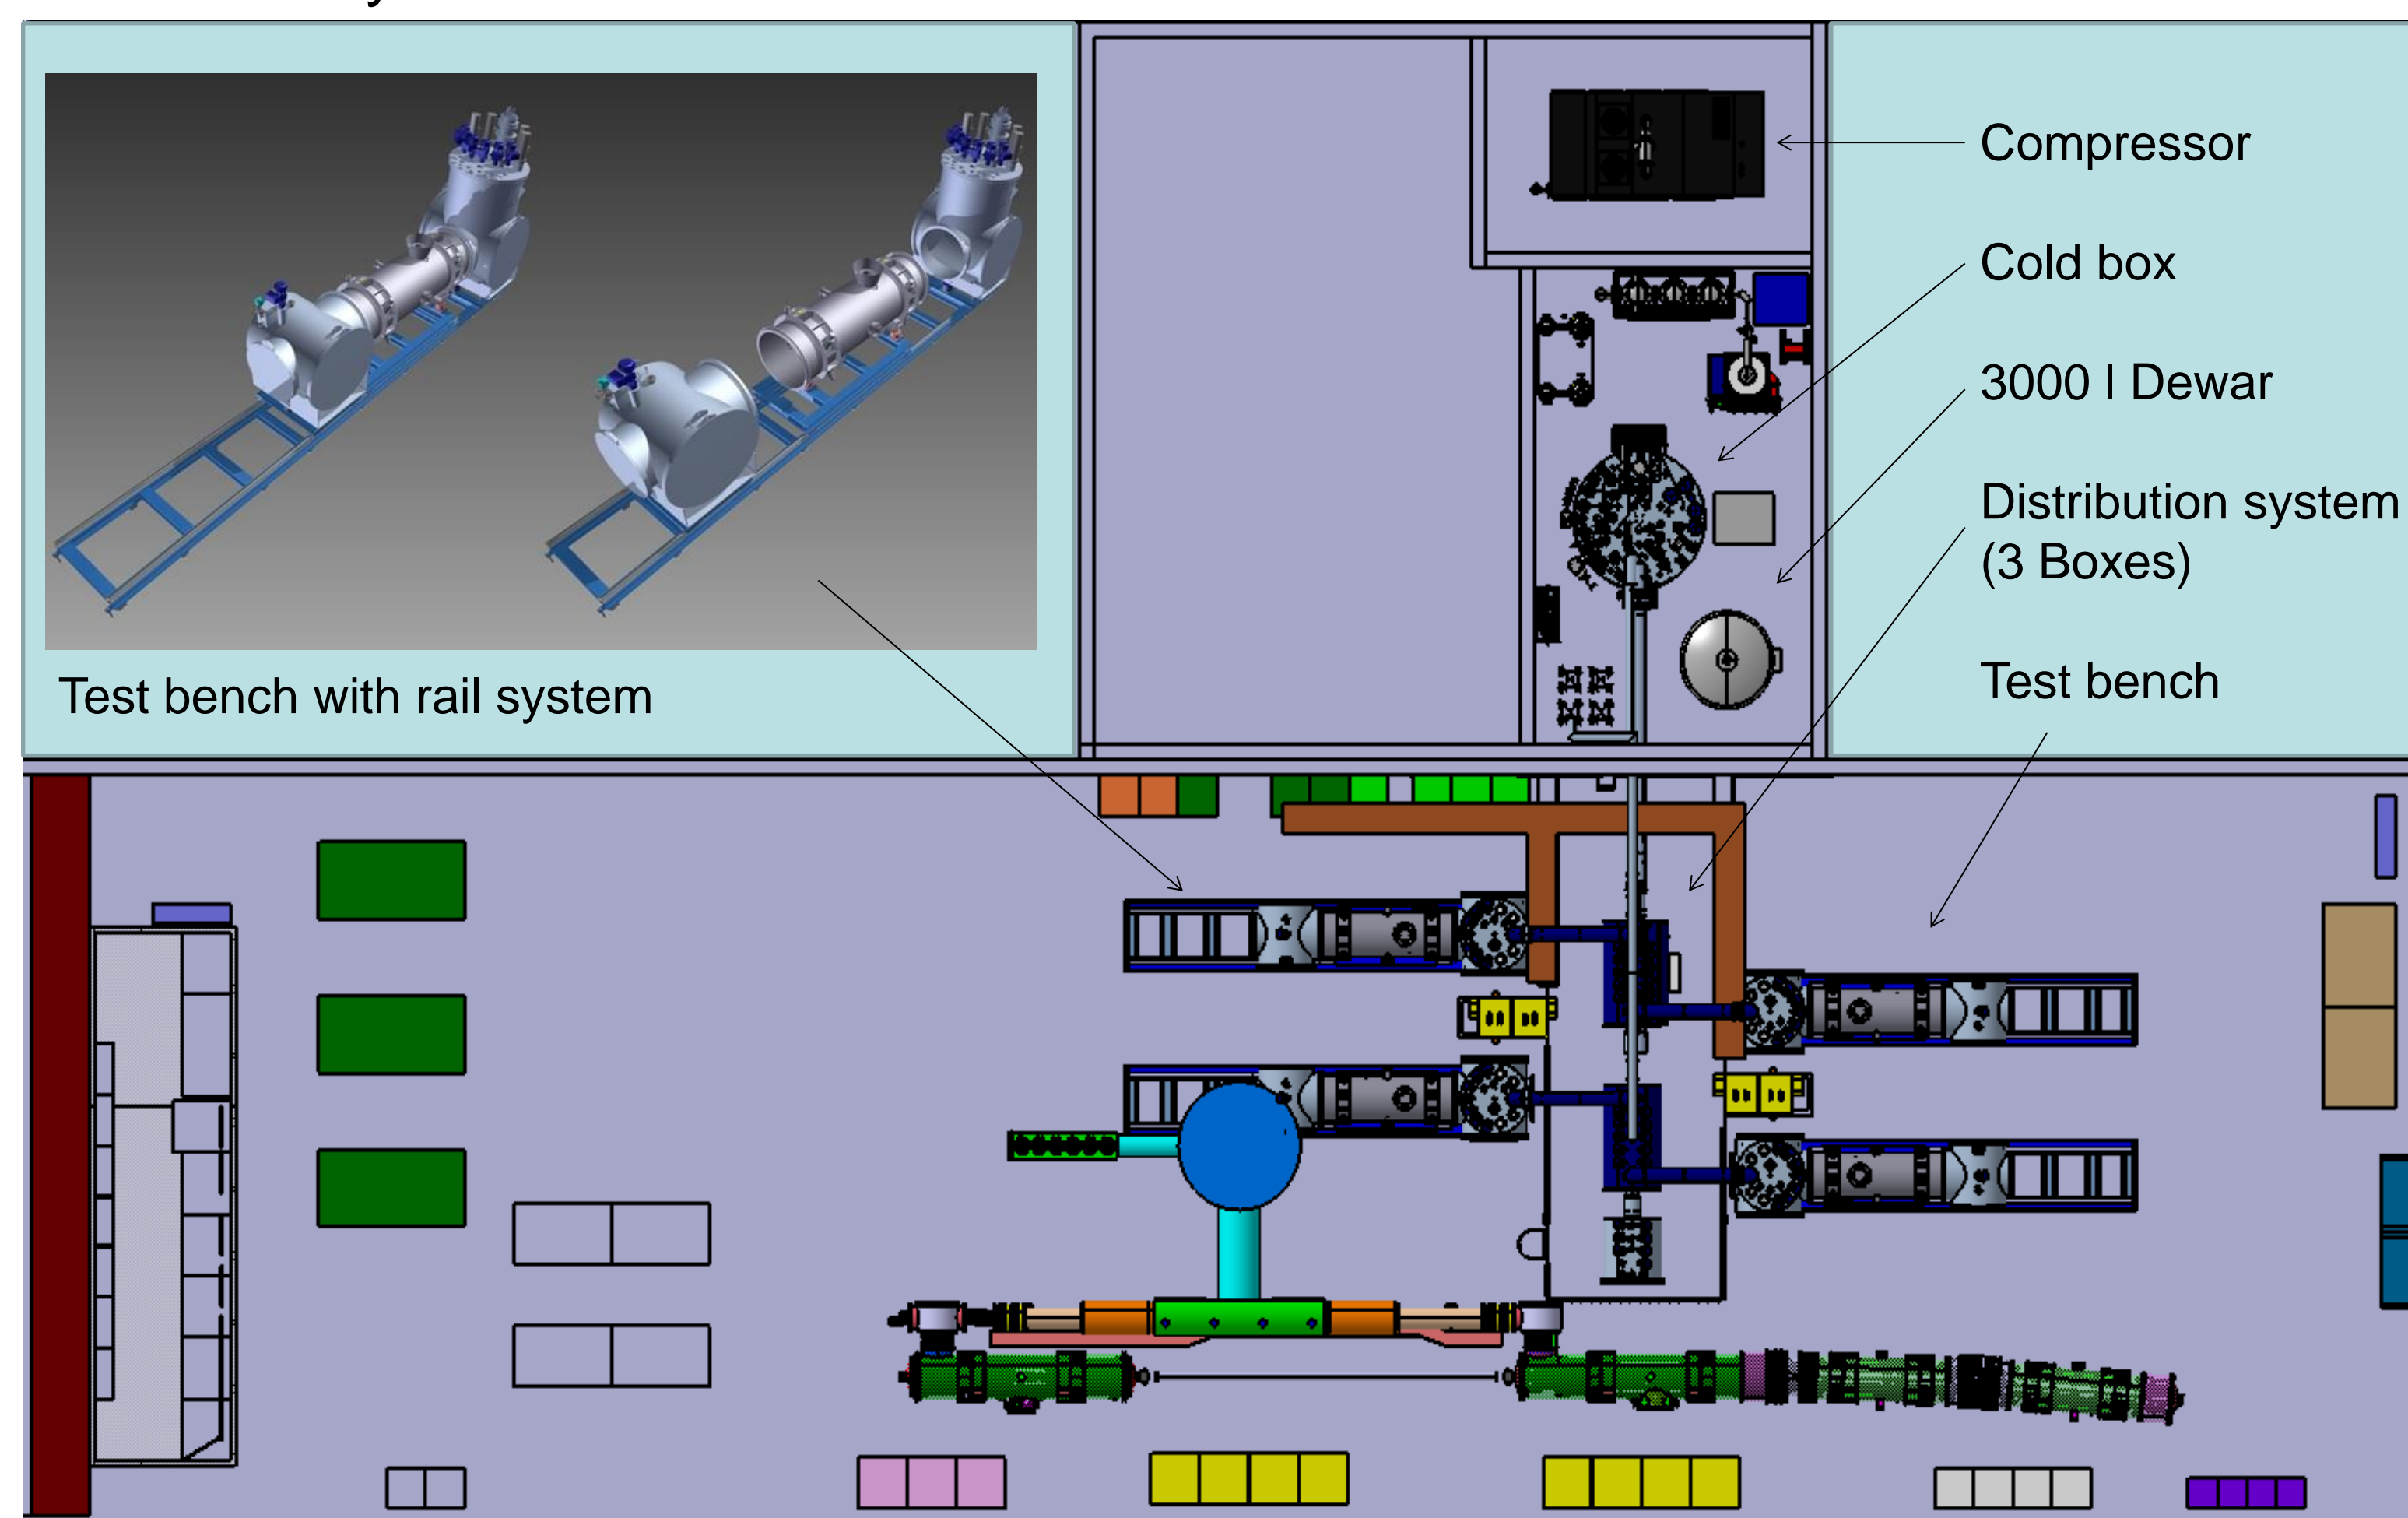 Compressor
Cold box
3000 l Dewar
Distribution system
(3 Boxes)
Test bench
Test bench with rail system